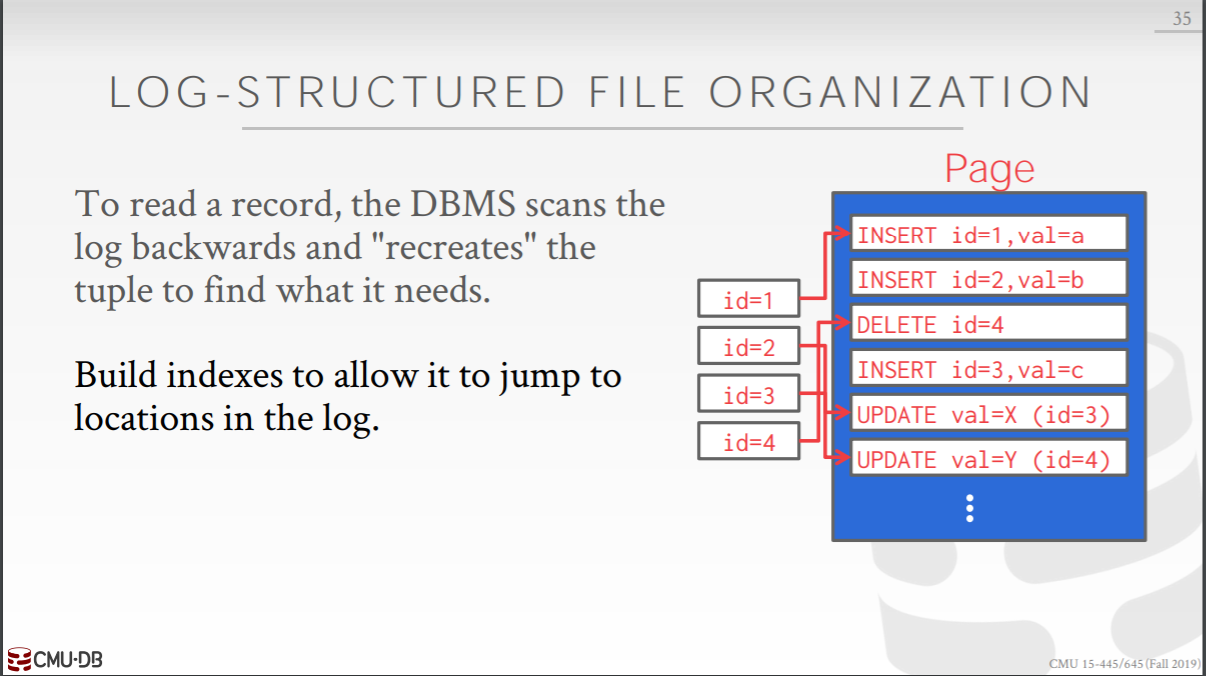 35
LOG-STRUCTURED FILE ORGANIZATION
To read a record, the DBMS scans the
log backwards and "recreates" the
tuple to find what it needs.
Build indexes to allow it to jump to
locations in the log.
Page
id=1
id=2
id=3
id=4
INSERT id=1,val=a
INSERT id=2,val=b
DELETE id=4
INSERT id=3,val=c
UPDATE val=X (id=3)
UPDATE val=Y (id=4)
CMU·DB
CMU 15-445/645 (Fall 2019)